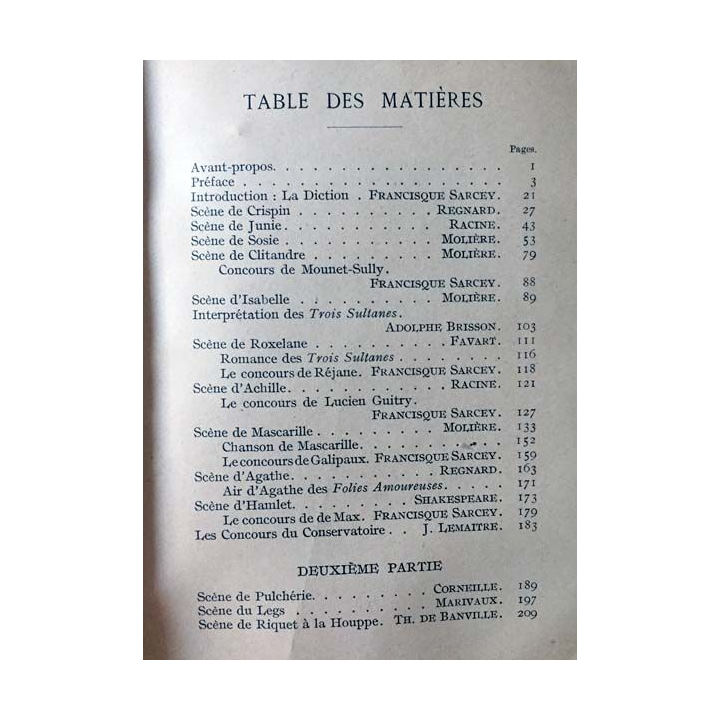 TABLE DES MATIÈRES
Pages.
Avant-propos. . . . . . . . . . . . . . . . . . 1
Préface . . . . . . . . . . . . . . . . . . . . 3
Introduction : La Diction . FRANCISQUE SARCEY. 21
Scène de Crispin . . . . . . . . . . REGNARD. 27
Scène de Junie. . . . . . . . . . . . RACINE. 43
Scène de Sosie . . . . . . . . . . . MOLIÈRE. 53
Scène de Clitandre . . . . . . . . . MOLIÈRE. 79
Concours de Mounet-Sully.
FRANCISQUE SARCEY. 88
Scène d'Isabelle . . . . . . . . . . MOLIÈRE. 89
Interprétation des Trois Sultanes.
ADOLPHE BRISSON. 103
Scène de Roxelane . . . . . . . . . . FAVART. 111
Romance des Trois Sultanes . . . . . . . . . 116
Le concours de Réjane. FRANCISQUE SARCEY. 118
Scène d'Achille. . . . . . . . . . . . RACINE. 121
Le concours de Lucien Guitry.
FRANCISQUE SARCEY. 127
Scène de Mascarille . . . . . . . . . MOLIÈRE. 133
Chanson de Mascarille. . . . . . . . . . . . 152
Le concours de Galipaux. FRANCISQUE SARCEY. 159
Scène d'Agathe. . . . . . . . . . . . REGNARD. 163
Air d'Agathe des Folies Amoureuses. . . . . . 171
Scène d'Hamlet. . . . . . . . . . SHAKESPEARE. 173
Le concours de de Max. FRANCISQUE SARCEY. 179
Les Concours du Conservatoire . . J. LEMAITRE. 183
DEUXIÈME PARTIE
Scène de Pulchérie. . . . . . . . . . CORNEILLE. 189
Scène du Legs . . . . . . . . . . . . MARIVAUX. 197
Scène de Riquet à la Houppe. TH. DE BANVILLE. 209